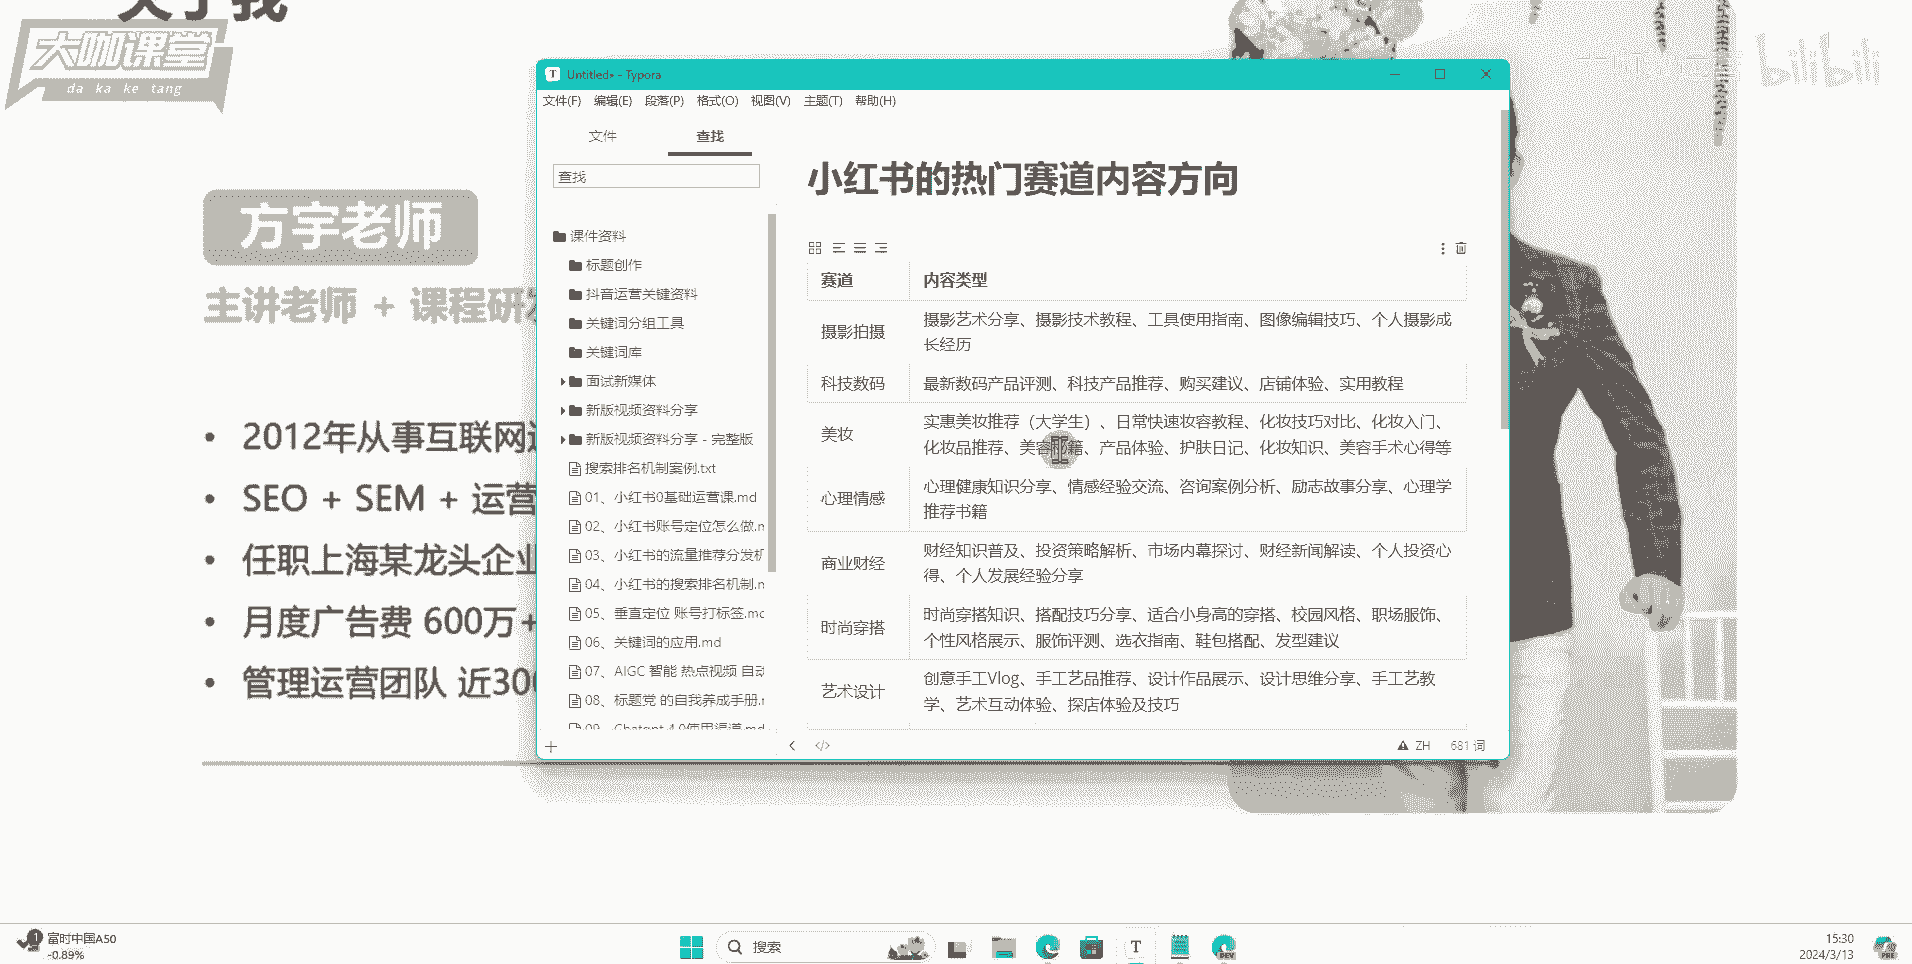 关于我
大咖课堂
da ka ke tang
bilibili
方宇老师
主讲老师 + 课程研发
• 2012年从事互联网
• SEO + SEM + 运营
• 任职上海某龙头企业
• 月度广告费 600万+
• 管理运营团队 近300
Untitled• - Typora
文件(F) 编辑(E) 段落(P) 格式(O) 视图(V) 主题(T) 帮助(H)
文件 查找
查找
课件资料
标题创作
抖音运营关键资料
关键词分组工具
关键词库
面试新媒体
新版视频资料分享
新版视频资料分享 - 完整版
搜索排名机制案例.txt
01、小红书0基础运营课.md
02、小红书账号定位怎么做.m
03、小红书的流量推荐分发机
04、小红书的搜索排名机制.m
05、垂直定位 账号打标签.mc
06、关键词的应用.md
07、AIGC 智能 热点视频 自动
08、标题党 的自我养成手册.r
09、Chatgpt 4.0使用渠道.md
小红书的热门赛道内容方向
赛道 内容类型
摄影拍摄 摄影艺术分享、摄影技术教程、工具使用指南、图像编辑技巧、个人摄影成
长经历
科技数码 最新数码产品评测、科技产品推荐、购买建议、店铺体验、实用教程
美妆 实惠美妆推荐（大学生）、日常快速妆容教程、化妆技巧对比、化妆入门、
化妆品推荐、美容秘籍、产品体验、护肤日记、化妆知识、美容手术心得等
心理情感 心理健康知识分享、情感经验交流、咨询案例分析、励志故事分享、心理学
推荐书籍
商业财经 财经知识普及、投资策略解析、市场内幕探讨、财经新闻解读、个人投资心
得、个人发展经验分享
时尚穿搭 时尚穿搭知识、搭配技巧分享、适合小身高的穿搭、校园风格、职场服饰、
个性风格展示、服饰评测、选衣指南、鞋包搭配、发型建议
艺术设计 创意手工Vlog、手工艺品推荐、设计作品展示、设计思维分享、手工艺教
学、艺术互动体验、探店体验及技巧
ZH 681 词
1
富时中国A50
-0.89%
搜索
T
DEV
15:30
2024/3/13
PRE